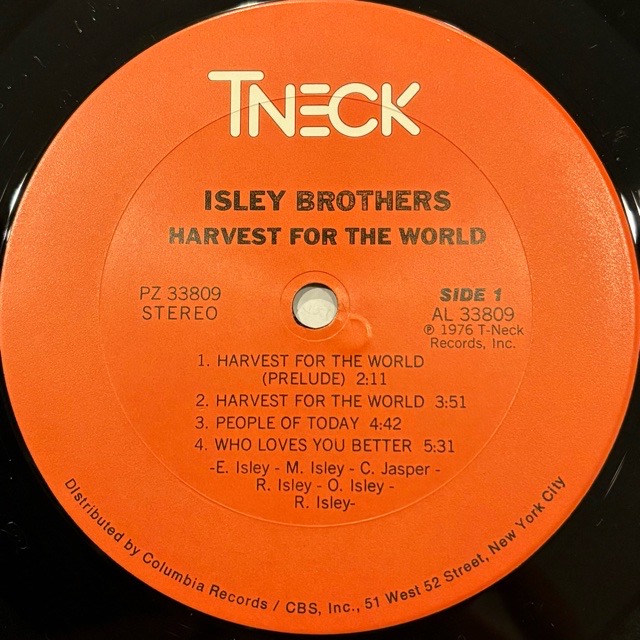 TNECK
ISLEY BROTHERS
HARVEST FOR THE WORLD
PZ 33809
STEREO
SIDE 1
AL 33809
℗ 1976 T-Neck
Records, Inc.
1. HARVEST FOR THE WORLD
(PRELUDE) 2:11
2. HARVEST FOR THE WORLD 3:51
3. PEOPLE OF TODAY 4:42
4. WHO LOVES YOU BETTER 5:31
-E. Isley - M. Isley - C. Jasper -
R. Isley - O. Isley -
R. Isley-
DIstributed by Columbia Records / CBS, Inc., 51 West 52 Street, New York City